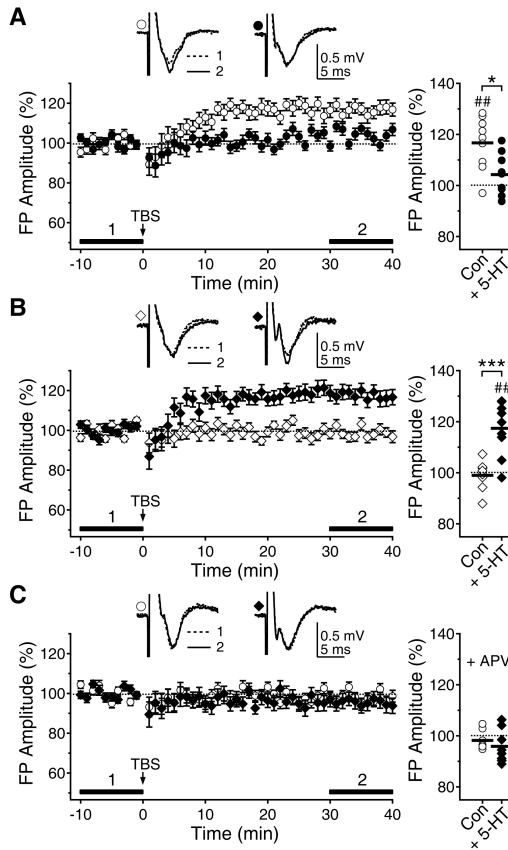 A
1
2
0.5 mV
5 ms
FP Amplitude (%)
120
100
80
60
1
TBS
2
-10 0 10 20 30 40
Time (min)
FP Amplitude (%)
140
120
100
80
*
##
Con
+ 5-HT
B
1
2
0.5 mV
5 ms
FP Amplitude (%)
120
100
80
60
1
TBS
2
-10 0 10 20 30 40
Time (min)
FP Amplitude (%)
140
120
100
80
***
##
Con
+ 5-HT
C
1
2
0.5 mV
5 ms
FP Amplitude (%)
120
100
80
60
1
TBS
2
-10 0 10 20 30 40
Time (min)
FP Amplitude (%)
140
120
100
80
+ APV
Con
+ 5-HT